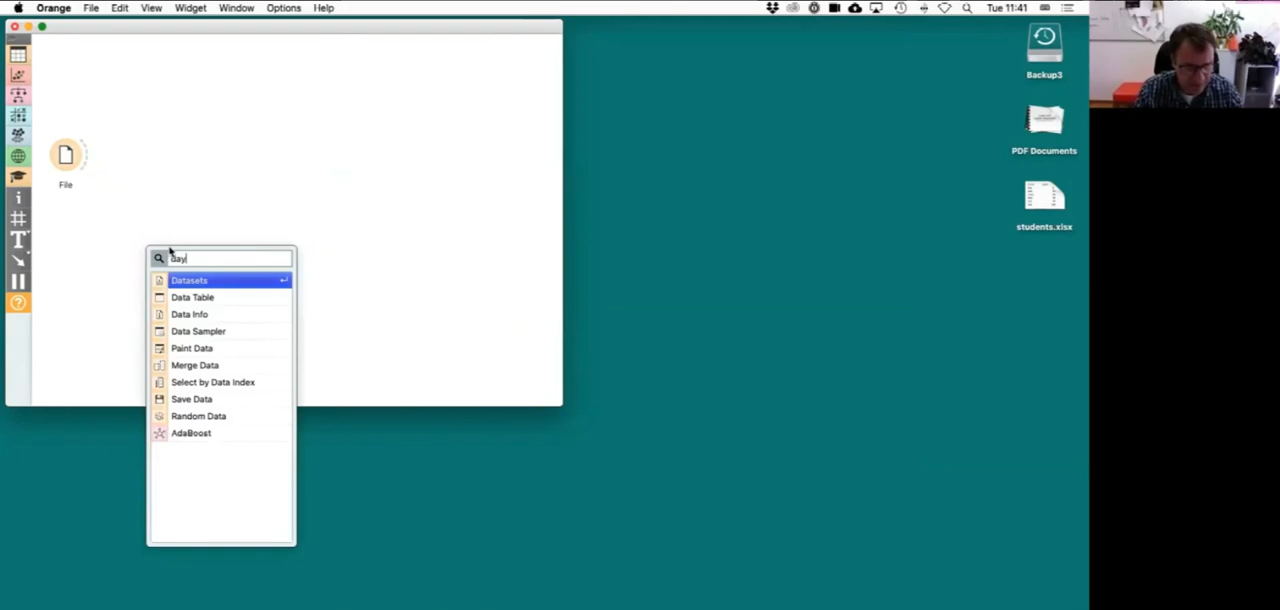 Orange File Edit View Widget Window Options Help Tue 11:41
Backup3
PDF Documents
students.xlsx
File
day
Datasets
Data Table
Data Info
Data Sampler
Paint Data
Merge Data
Select by Data Index
Save Data
Random Data
AdaBoost